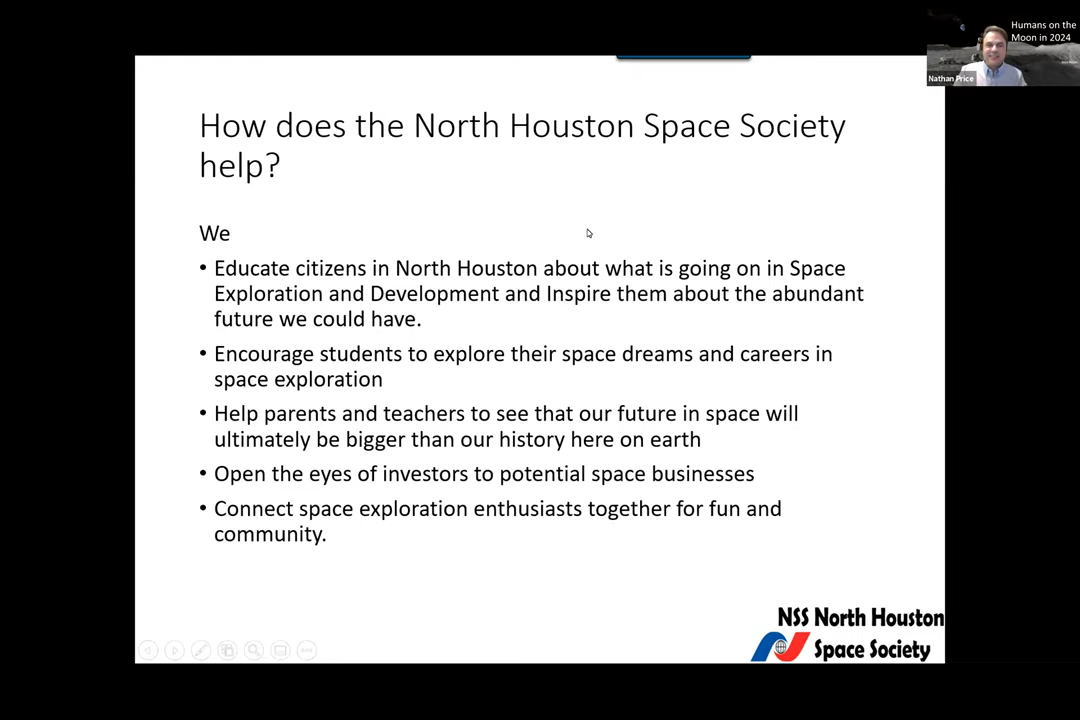 Humans on the
Moon in 2024
Nathan Price
How does the North Houston Space Society
help?
We
• Educate citizens in North Houston about what is going on in Space
Exploration and Development and Inspire them about the abundant
future we could have.
• Encourage students to explore their space dreams and careers in
space exploration
• Help parents and teachers to see that our future in space will
ultimately be bigger than our history here on earth
• Open the eyes of investors to potential space businesses
• Connect space exploration enthusiasts together for fun and
community.
NSS North Houston
Space Society